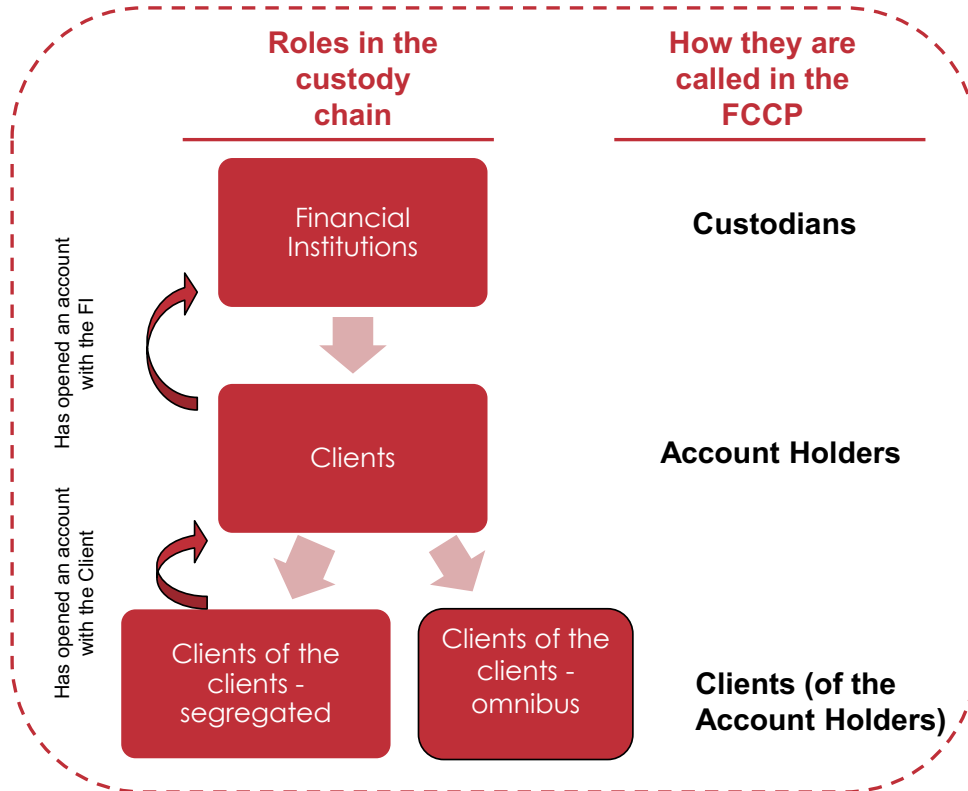 Roles in the
custody
chain
How they are
called in the
FCCP
Financial
Institutions
Custodians
Has opened an account
with the FI
Clients
Account Holders
Has opened an account
with the Client
Clients of the
clients -
segregated
Clients of the
clients -
omnibus
Clients (of the
Account Holders)